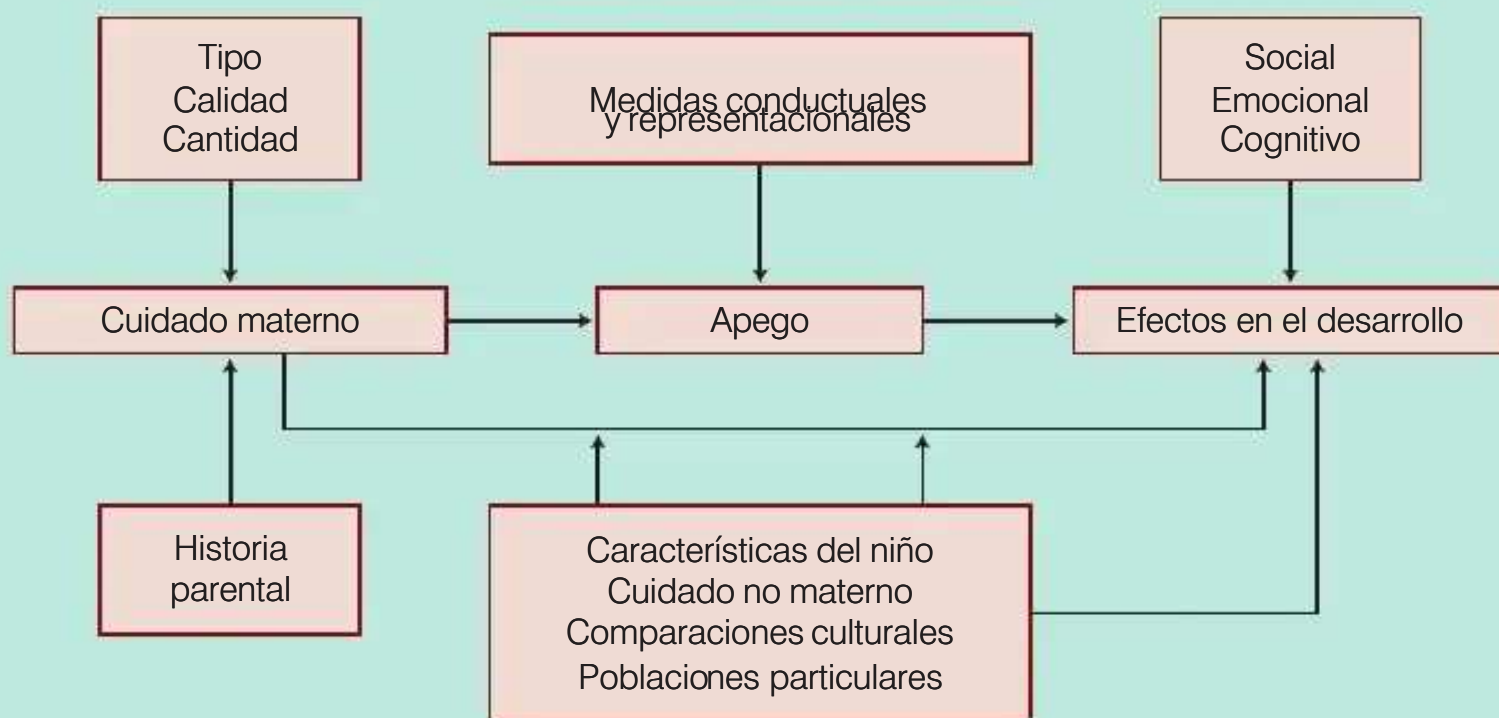 Tipo
Calidad
Cantidad
Medidas conductuales
y representacionales
Social
Emocional
Cognitivo
Cuidado materno
Apego
Efectos en el desarrollo
Historia
parental
Características del niño
Cuidado no materno
Comparaciones culturales
Poblaciones particulares